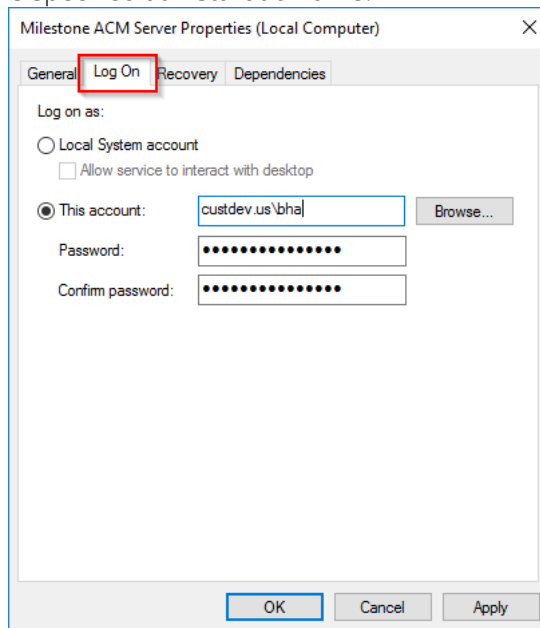 Milestone ACM Server Properties (Local Computer)
General Log On Recovery Dependencies
Log on as:
Local System account
Allow service to interact with desktop
This account: custdev.us\bha Browse...
Password: ●●●●●●●●●●●●●●●
Confirm password: ●●●●●●●●●●●●●●●
OK Cancel Apply